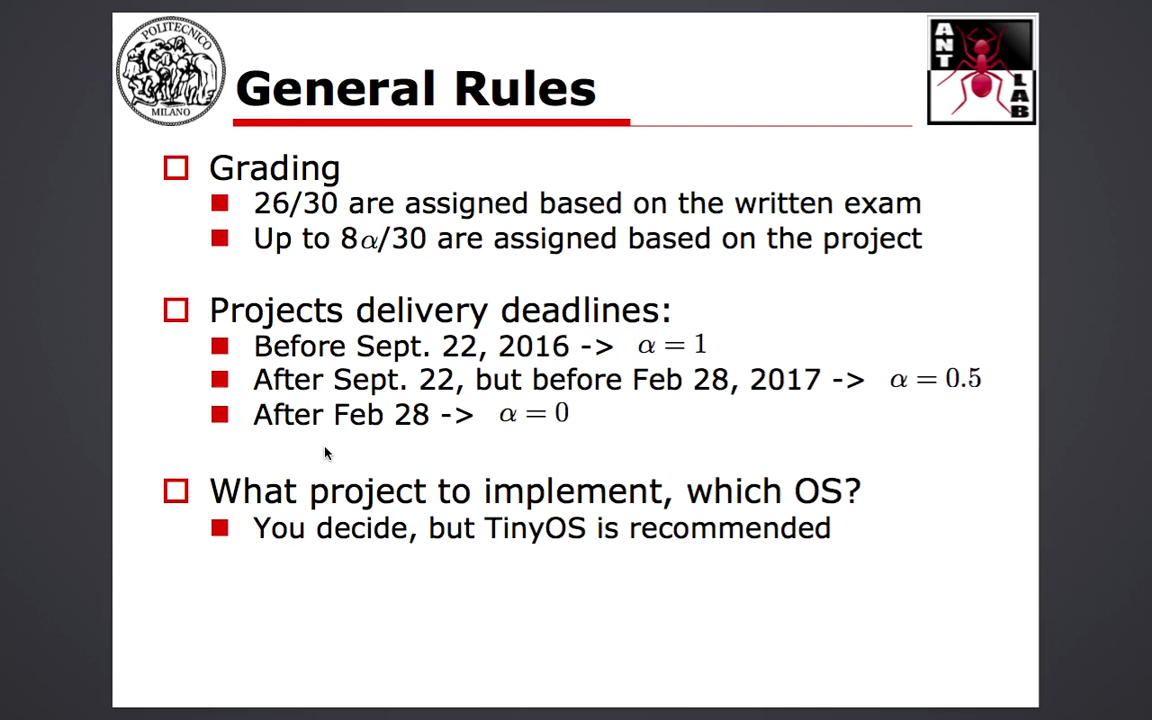 POLITECNICO
MILANO
General Rules
ANT
LAB
Grading
26/30 are assigned based on the written exam
Up to 8α/30 are assigned based on the project
Projects delivery deadlines:
Before Sept. 22, 2016 -> α = 1
After Sept. 22, but before Feb 28, 2017 -> α = 0.5
After Feb 28 -> α = 0
What project to implement, which OS?
You decide, but TinyOS is recommended